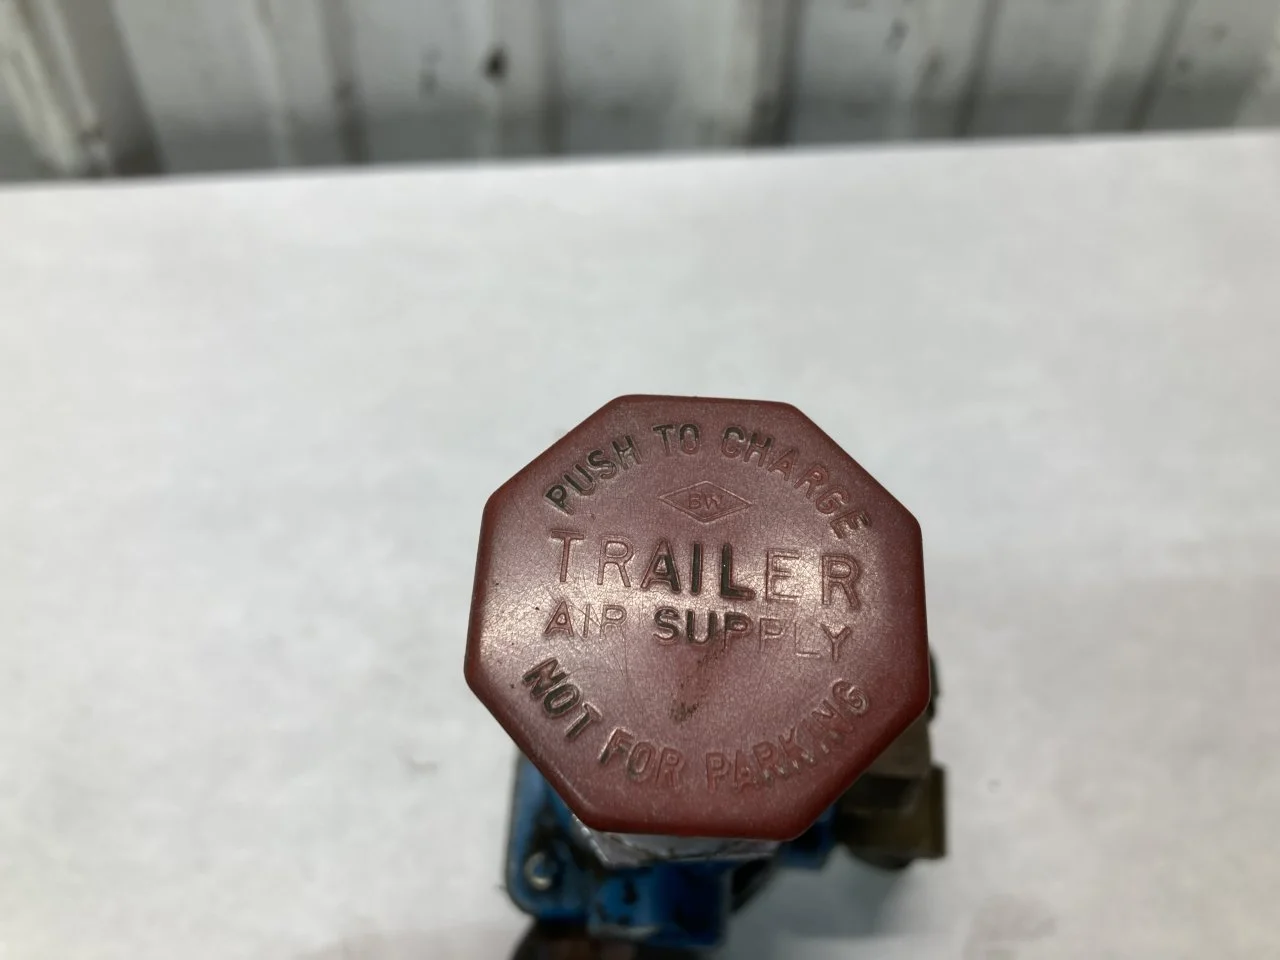 PUSH TO CHARGE
BW
TRAILER
AIR SUPPLY
NOT FOR PARKING